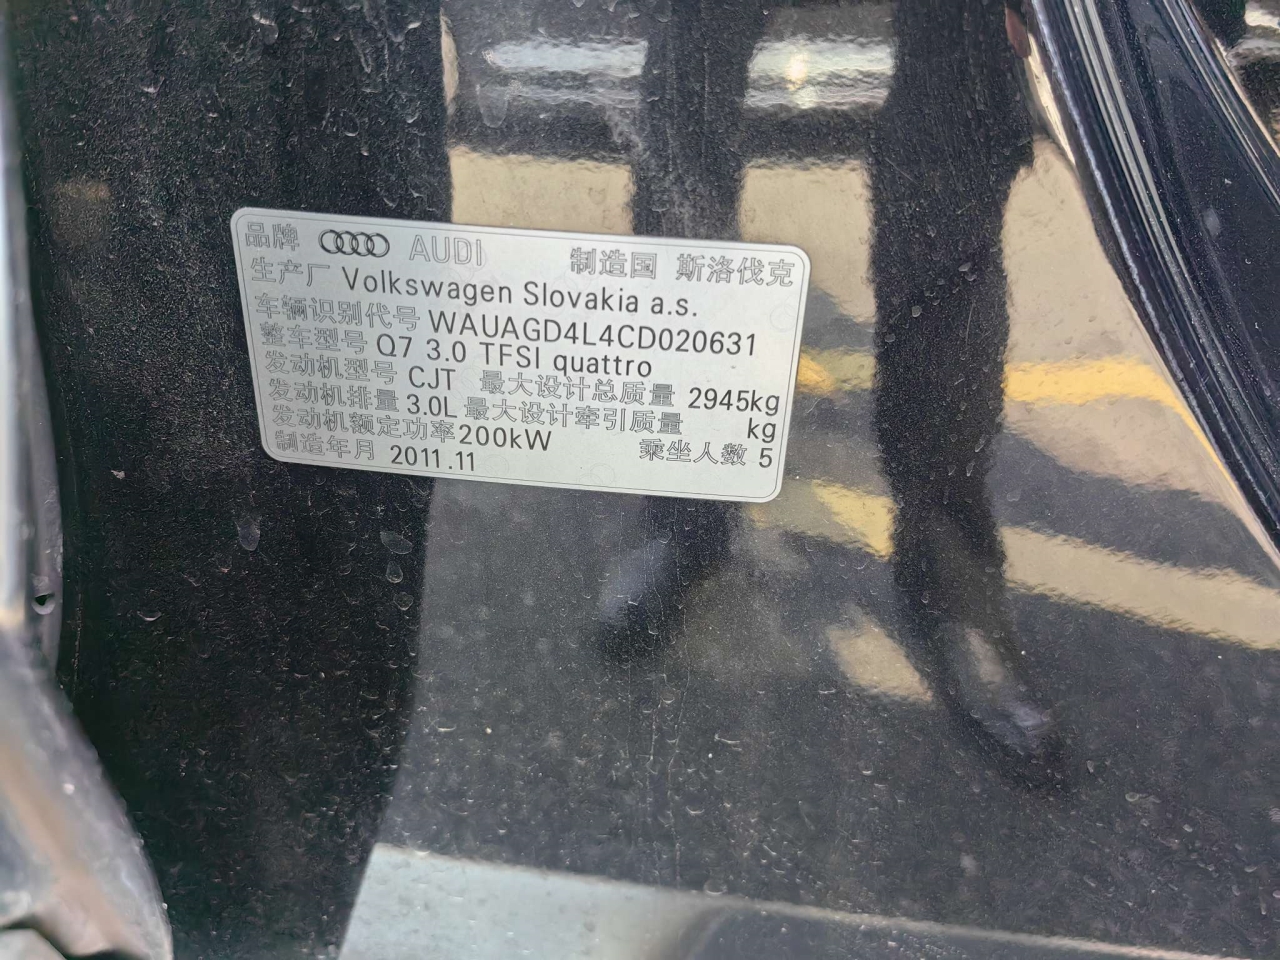 品牌 AUDI 制造国 斯洛伐克
生产厂 Volkswagen Slovakia a.s.
车辆识别代号 WAUAGD4L4CD020631
整车型号 Q7 3.0 TFSI quattro
发动机型号 CJT 最大设计总质量 2945kg
发动机排量 3.0L 最大设计牵引质量 kg
发动机额定功率 200kW 乘坐人数 5
制造年月 2011.11